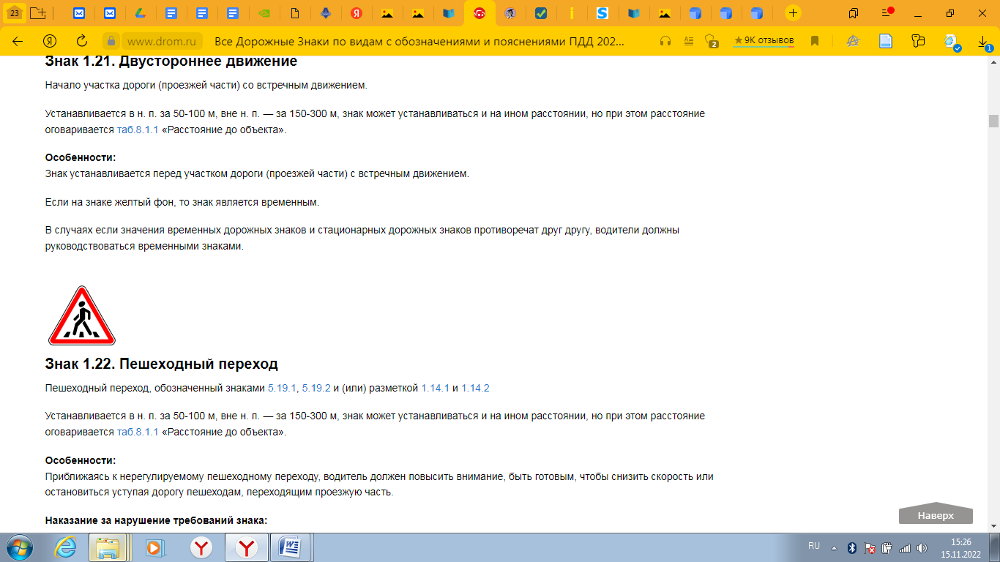 23
www.drom.ru Все Дорожные Знаки по видам с обозначениями и пояснениями ПДД 202... 2 ★ 9K отзывов 1
Знак 1.21. Двустороннее движение
Начало участка дороги (проезжей части) со встречным движением.
Устанавливается в н. п. за 50-100 м, вне н. п. — за 150-300 м, знак может устанавливаться и на ином расстоянии, но при этом расстояние
оговаривается таб.8.1.1 «Расстояние до объекта».
Особенности:
Знак устанавливается перед участком дороги (проезжей части) с встречным движением.
Если на знаке желтый фон, то знак является временным.
В случаях если значения временных дорожных знаков и стационарных дорожных знаков противоречат друг другу, водители должны
руководствоваться временными знаками.
Знак 1.22. Пешеходный переход
Пешеходный переход, обозначенный знаками 5.19.1, 5.19.2 и (или) разметкой 1.14.1 и 1.14.2
Устанавливается в н. п. за 50-100 м, вне н. п. — за 150-300 м, знак может устанавливаться и на ином расстоянии, но при этом расстояние
оговаривается таб.8.1.1 «Расстояние до объекта».
Особенности:
Приближаясь к нерегулируемому пешеходному переходу, водитель должен повысить внимание, быть готовым, чтобы снизить скорость или
остановиться уступая дорогу пешеходам, переходящим проезжую часть.
Наверх
Наказание за нарушение требований знака:
RU 15:26
15.11.2022